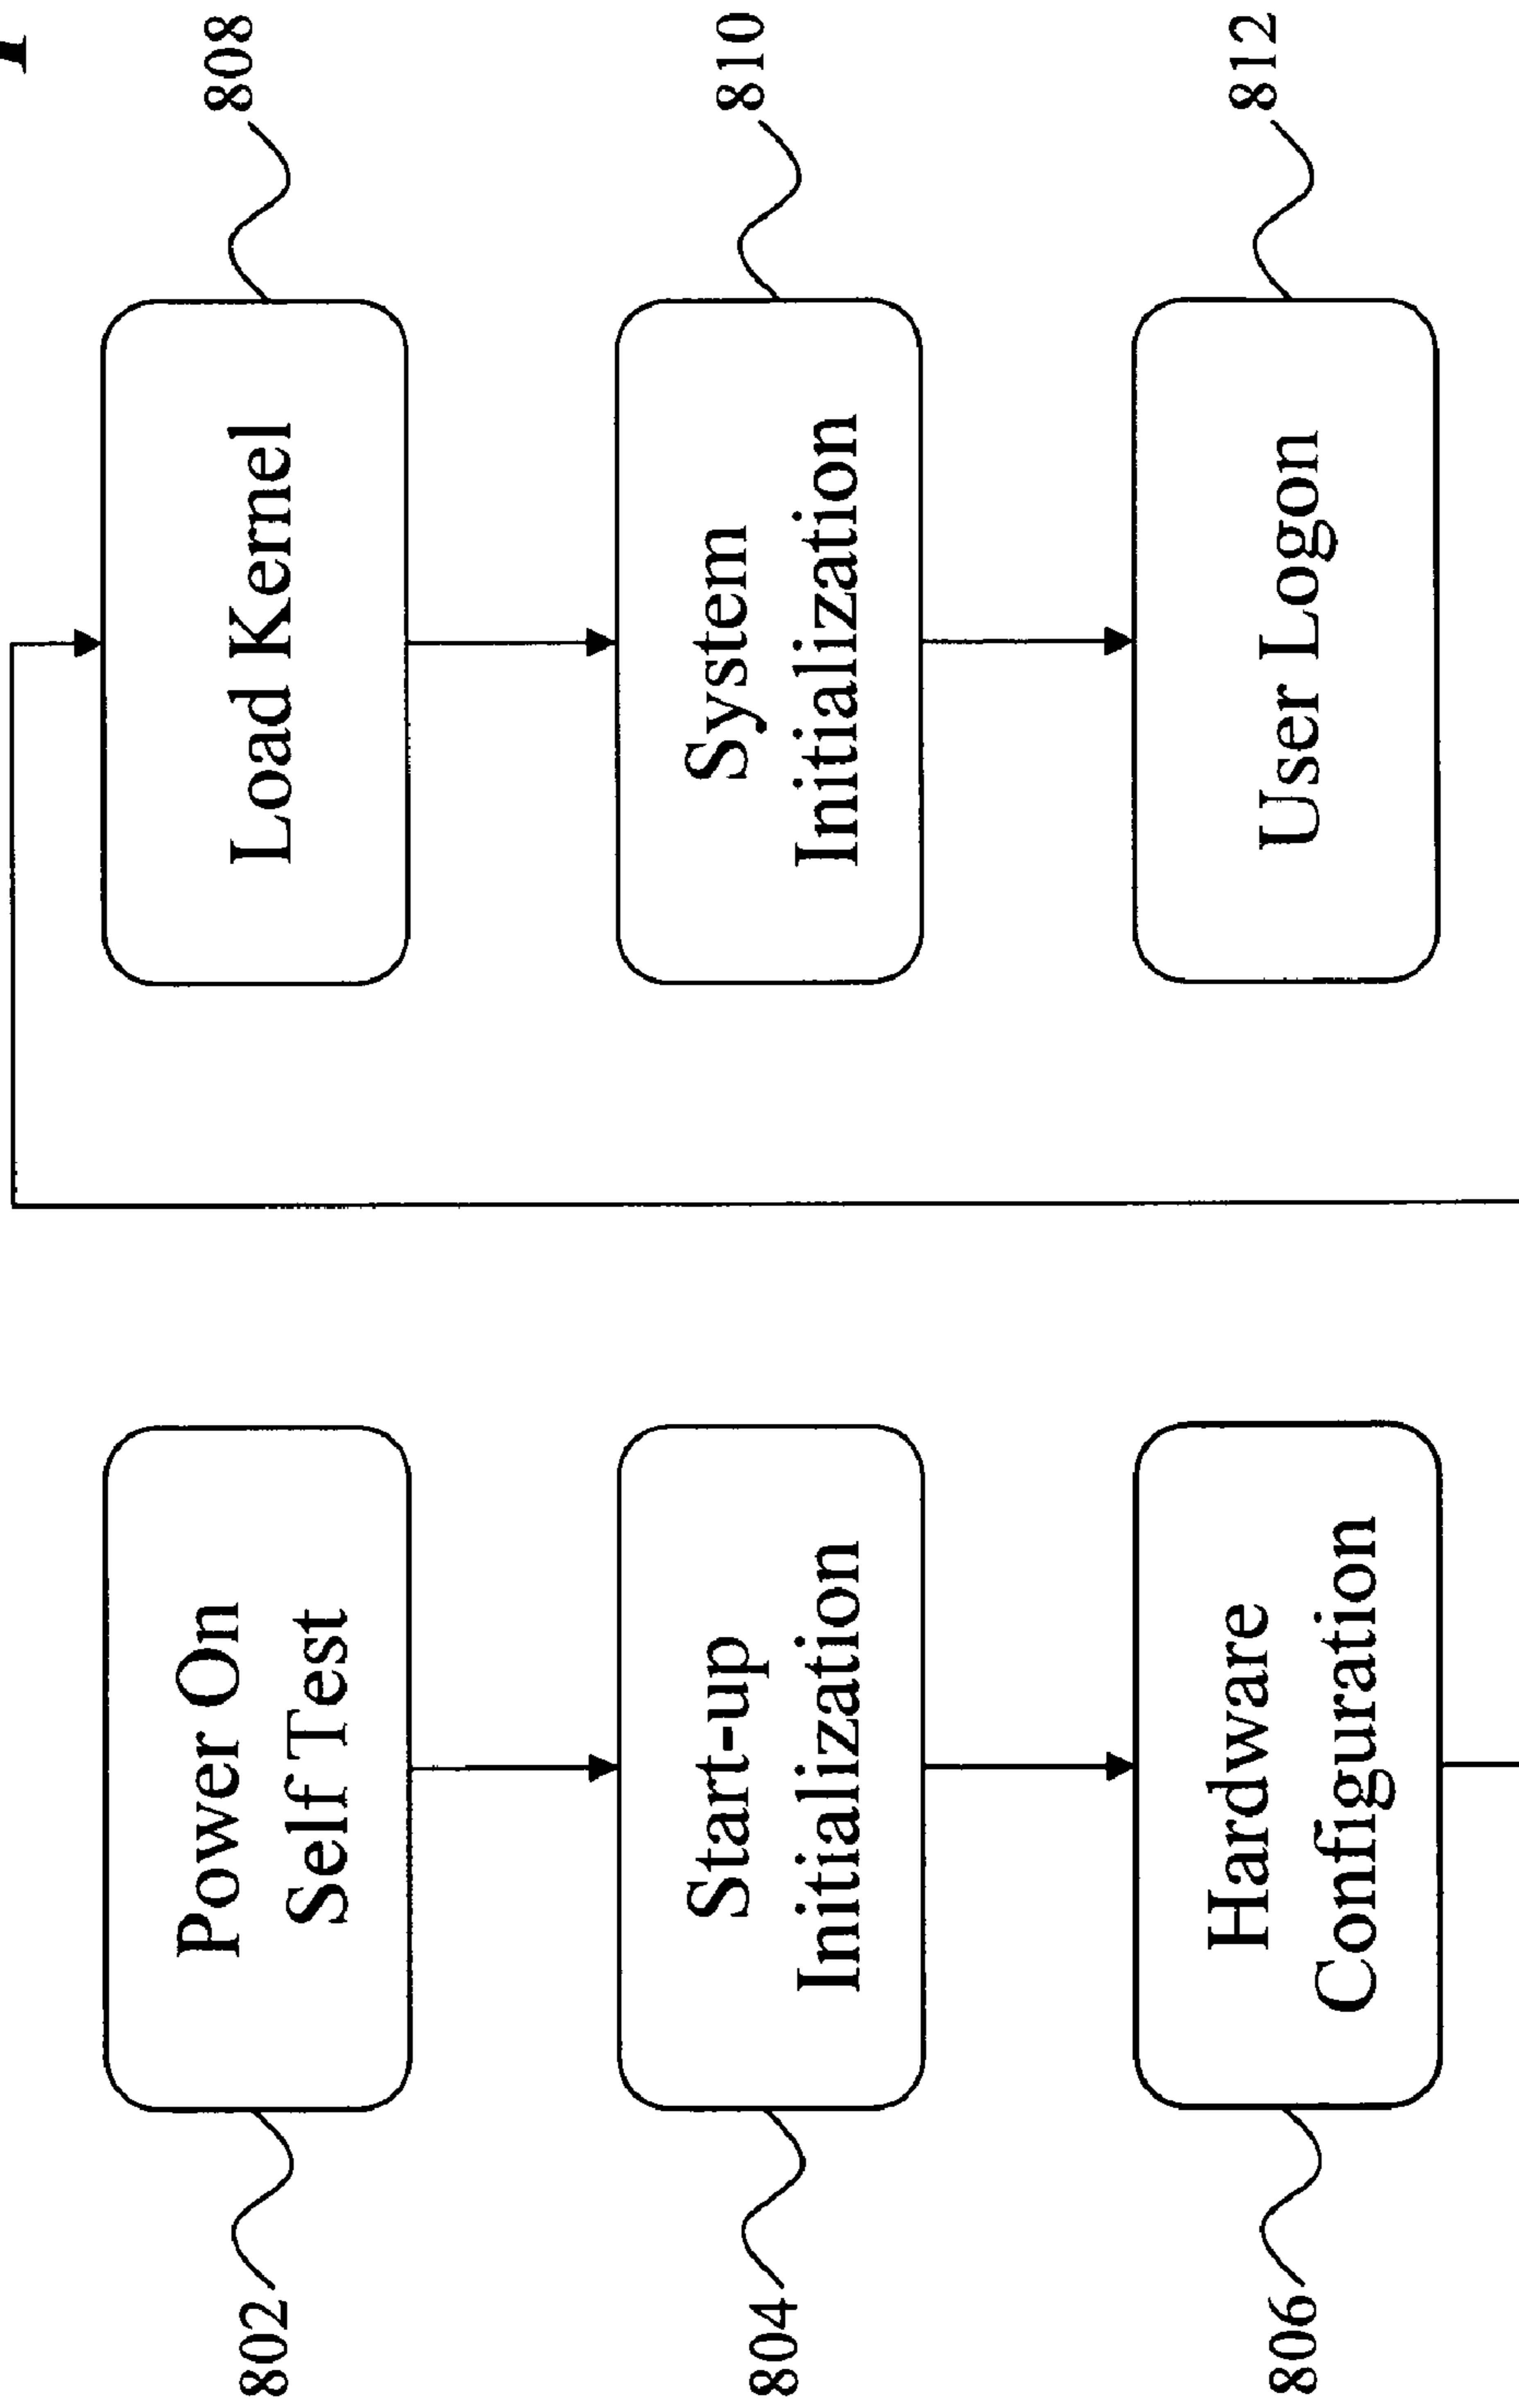 802
Power On
Self Test
804
Start-up
Initialization
806
Hardware
Configuration
Load Kernel
808
System
Initialization
810
User Logon
812